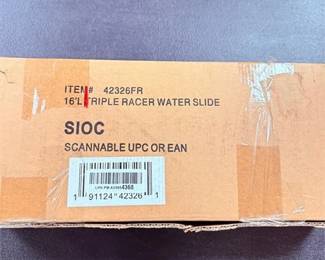 ITEM# 42326FR
16'L TRIPLE RACER WATER SLIDE
SIOC
SCANNABLE UPC OR EAN
1 91124 42326 1